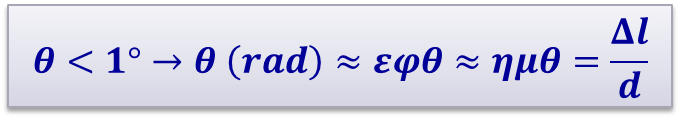 θ < 1° → θ (rad) ≈ εφθ ≈ ημθ = Δl/d